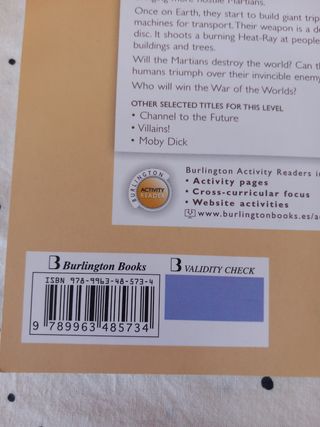 Once on Earth, they start to build giant trip
machines for transport. Their weapon is a de
disc. It shoots a burning Heat-Ray at people
buildings and trees.
Will the Martians destroy the world? Can th
humans triumph over their invincible enem
Who will win the War of the Worlds?
OTHER SELECTED TITLES FOR THIS LEVEL
• Channel to the Future
• Villains!
• Moby Dick
BURLINGTON
ACTIVITY
READER
Burlington Activity Readers in
• Activity pages
• Cross-curricular focus
• Website activities
www.burlingtonbooks.es/a
B Burlington Books
B VALIDITY CHECK
ISBN 978-9963-48-573-4
9 789963 485734